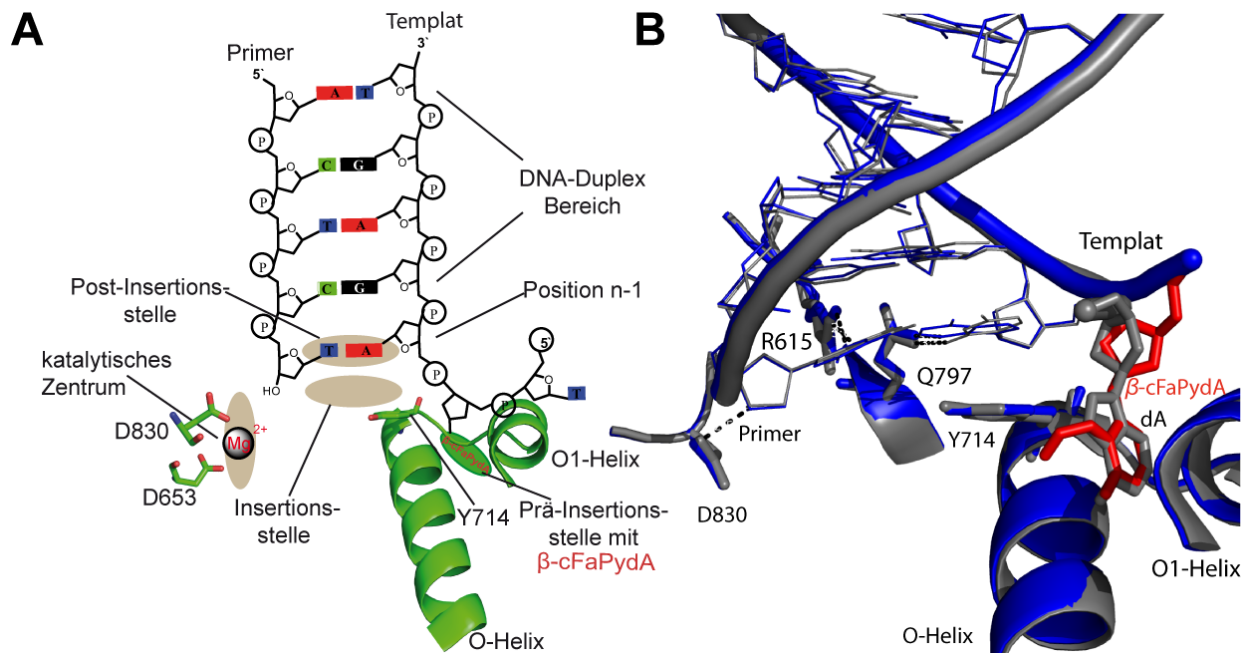 A
Templat
3`
Primer
5`
A T
P
P
C G
DNA-Duplex
Bereich
P
P
T A
P
P
C G
Post-Insertions-
stelle
Position n-1
P
P
T A
5`
katalytisches
Zentrum
HO
P
P
T
D830
Mg2+
β-cFaPydA
O1-Helix
D653
Insertions-
stelle
Y714
Prä-Insertions-
stelle mit
β-cFaPydA
O-Helix
B
Templat
R615
Q797
β-cFaPydA
dA
Primer
Y714
D830
O1-Helix
O-Helix